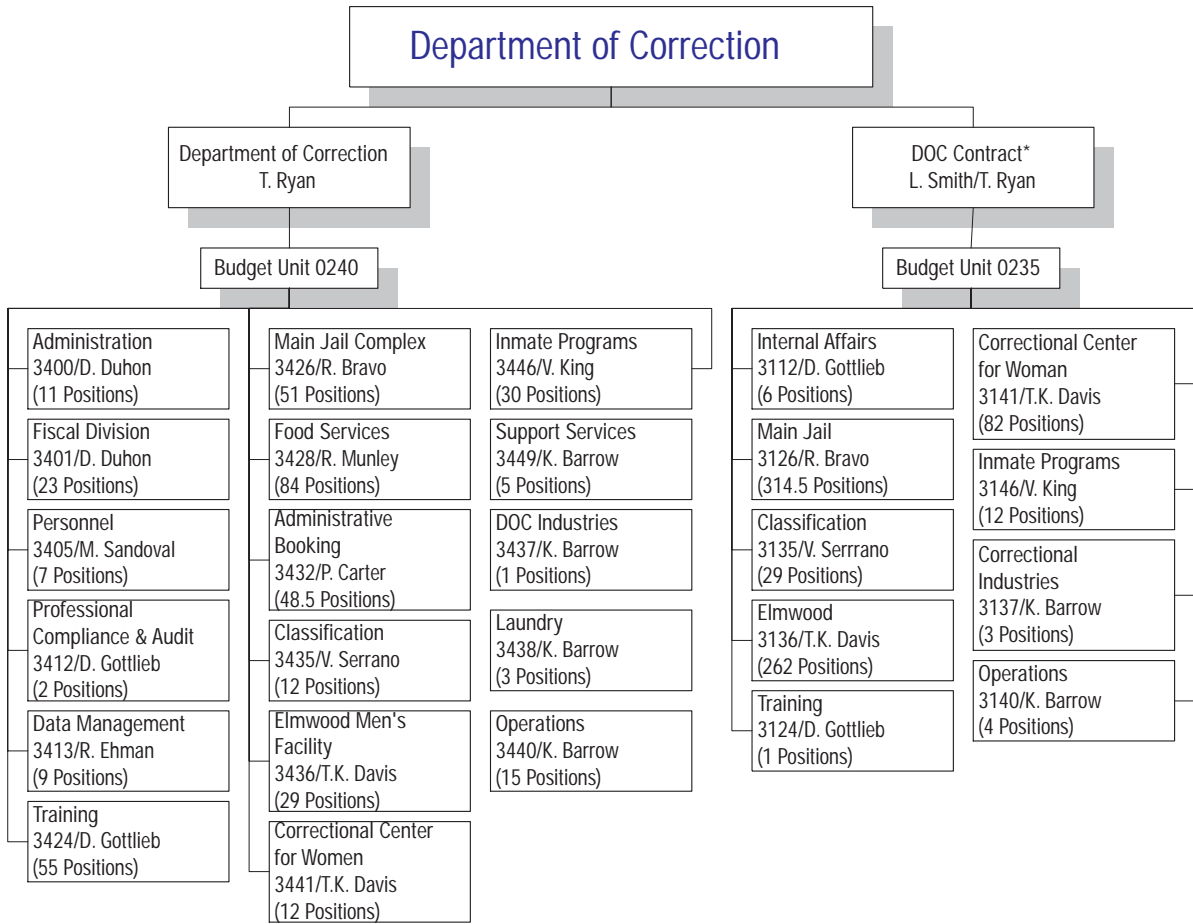 Department of Correction
Department of Correction
T. Ryan
DOC Contract*
L. Smith/T. Ryan
Budget Unit 0240
Budget Unit 0235
Administration
3400/D. Duhon
(11 Positions)
Fiscal Division
3401/D. Duhon
(23 Positions)
Personnel
3405/M. Sandoval
(7 Positions)
Professional
Compliance & Audit
3412/D. Gottlieb
(2 Positions)
Data Management
3413/R. Ehman
(9 Positions)
Training
3424/D. Gottlieb
(55 Positions)
Main Jail Complex
3426/R. Bravo
(51 Positions)
Food Services
3428/R. Munley
(84 Positions)
Administrative
Booking
3432/P. Carter
(48.5 Positions)
Classification
3435/V. Serrano
(12 Positions)
Elmwood Men's
Facility
3436/T.K. Davis
(29 Positions)
Correctional Center
for Women
3441/T.K. Davis
(12 Positions)
Inmate Programs
3446/V. King
(30 Positions)
Support Services
3449/K. Barrow
(5 Positions)
DOC Industries
3437/K. Barrow
(1 Positions)
Laundry
3438/K. Barrow
(3 Positions)
Operations
3440/K. Barrow
(15 Positions)
Internal Affairs
3112/D. Gottlieb
(6 Positions)
Main Jail
3126/R. Bravo
(314.5 Positions)
Classification
3135/V. Serrrano
(29 Positions)
Elmwood
3136/T.K. Davis
(262 Positions)
Training
3124/D. Gottlieb
(1 Positions)
Correctional Center
for Woman
3141/T.K. Davis
(82 Positions)
Inmate Programs
3146/V. King
(12 Positions)
Correctional
Industries
3137/K. Barrow
(3 Positions)
Operations
3140/K. Barrow
(4 Positions)